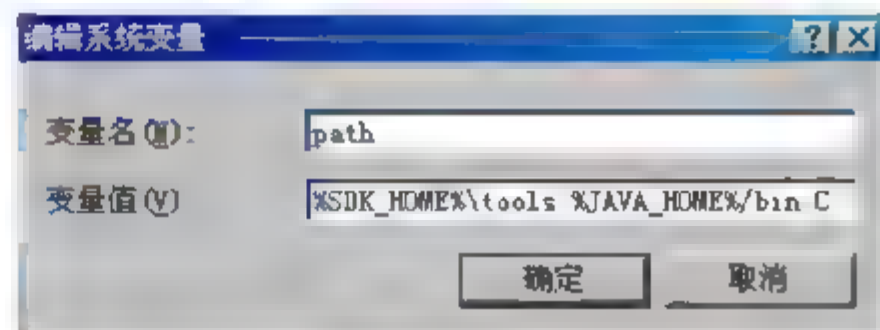 编辑系统变量
变量名(N):
path
变量值(V)
%SDK_HOME%\tools %JAVA_HOME%/bin C
确定
取消